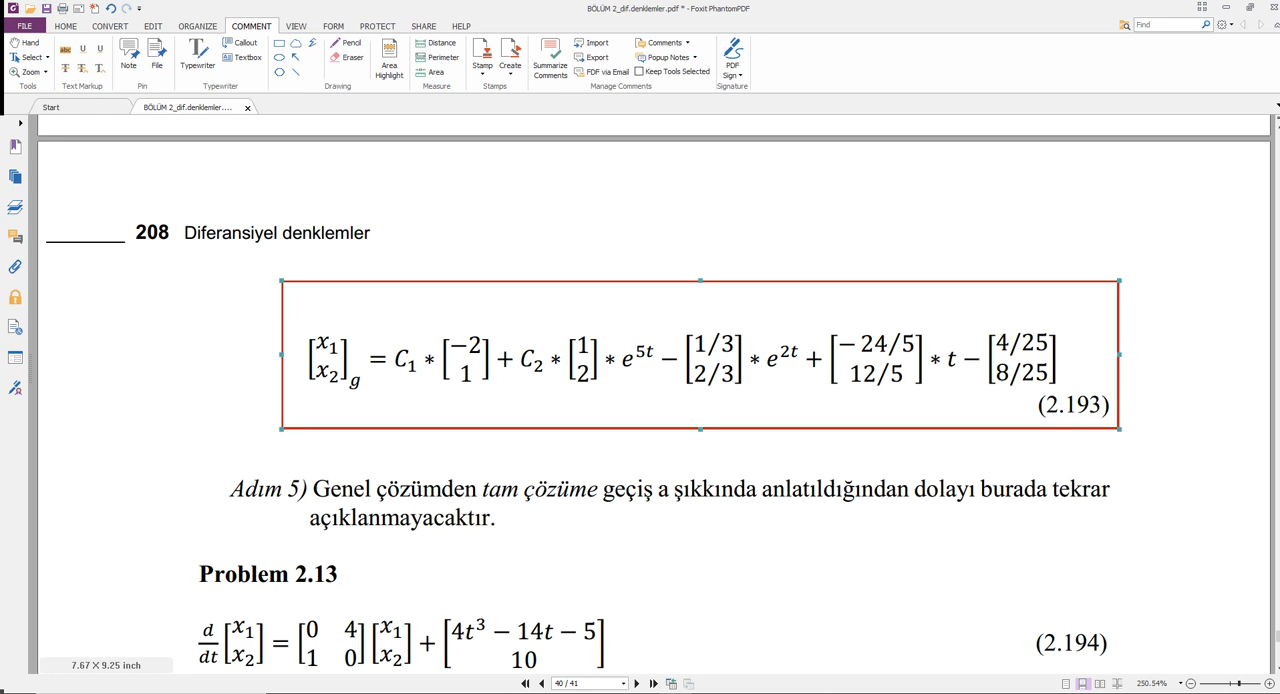 BÖLÜM 2_dif.denklemler.pdf * - Foxit PhantomPDF
FILE HOME CONVERT EDIT ORGANIZE COMMENT VIEW FORM PROTECT SHARE HELP Find
Hand
Select
Zoom
Tools
Text Markup
Note
File
Pin
Typewriter
Callout
Textbox
Typewriter
Pencil
Eraser
Drawing
Area
Highlight
Distance
Perimeter
Area
Measure
Stamp
Create
Stamps
Summarize
Comments
Import
Export
FDF via Email
Comments
Popup Notes
Keep Tools Selected
Manage Comments
PDF
Sign
Signature
Start BÖLÜM 2_dif.denklemler....
208 Diferansiyel denklemler
[x₁ x₂]g = C₁ * [−2 1] + C₂ * [1 2] * e^5t − [1/3 2/3] * e^2t + [− 24/5 12/5] * t − [4/25 8/25]
(2.193)
Adım 5) Genel çözümden tam çözüme geçiş a şıkkında anlatıldığından dolayı burada tekrar
açıklanmayacaktır.
Problem 2.13
d/dt [x₁ x₂] = [0 4 1 0] [x₁ x₂] + [4t³ − 14t − 5 10] (2.194)
7.67 X 9.25 inch
40 / 41
250.54%